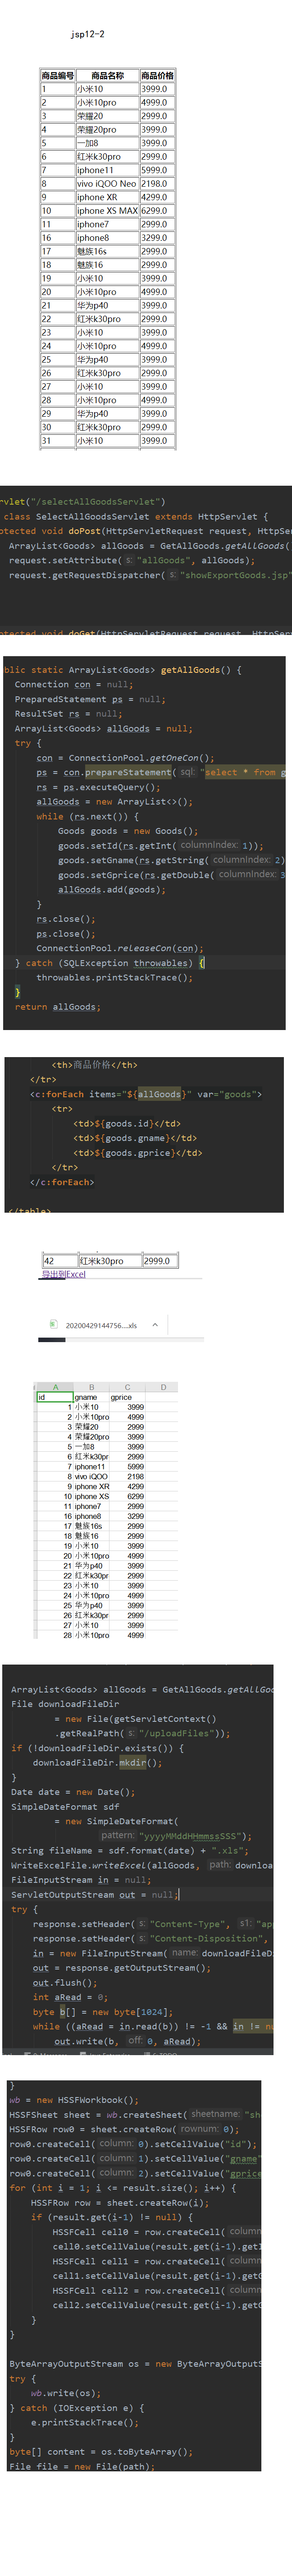 jsp12-2
商品编号 商品名称 商品价格
1 小米10 3999.0
2 小米10pro 4999.0
3 荣耀20 2999.0
4 荣耀20pro 3999.0
5 一加8 3999.0
6 红米k30pro 2999.0
7 iphone11 5999.0
8 vivo iQOO Neo 2198.0
9 iphone XR 4299.0
10 iphone XS MAX 6299.0
11 iphone7 2999.0
16 iphone8 3299.0
17 魅族16s 2999.0
18 魅族16 2999.0
19 小米10 3999.0
20 小米10pro 4999.0
21 华为p40 3999.0
22 红米k30pro 2999.0
23 小米10 3999.0
24 小米10pro 4999.0
25 华为p40 3999.0
26 红米k30pro 2999.0
27 小米10 3999.0
28 小米10pro 4999.0
29 华为p40 3999.0
30 红米k30pro 2999.0
31 小米10 3999.0
rvlet("/selectAllGoodsServlet")
class SelectAllGoodsServlet extends HttpServlet {
otected void doPost(HttpServletRequest request, HttpSer
ArrayList<Goods> allGoods = GetAllGoods.getAllGoods(
request.setAttribute( s: "allGoods", allGoods);
request.getRequestDispatcher( s: "showExportGoods.jsp"
otected void doGet(HttpServletRequest request, HttpServ
blic static ArrayList<Goods> getAllGoods() {
Connection con = null;
PreparedStatement ps = null;
ResultSet rs = null;
ArrayList<Goods> allGoods = null;
try {
con = ConnectionPool.getOneCon();
ps = con.prepareStatement( sql: "select * from g
rs = ps.executeQuery();
allGoods = new ArrayList<>();
while (rs.next()) {
Goods goods = new Goods();
goods.setId(rs.getInt( columnIndex: 1));
goods.setGname(rs.getString( columnIndex: 2)
goods.setGprice(rs.getDouble( columnIndex: 3
allGoods.add(goods);
}
rs.close();
ps.close();
ConnectionPool.releaseCon(con);
} catch (SQLException throwables) {
throwables.printStackTrace();
}
return allGoods;
<th>商品价格</th>
</tr>
<c:forEach items="${allGoods}" var="goods">
<tr>
<td>${goods.id}</td>
<td>${goods.gname}</td>
<td>${goods.gprice}</td>
</tr>
</c:forEach>
</table>
42 红米k30pro 2999.0
导出到Excel
20200429144756....xls
A B C D
id gname gprice
1 小米10 3999
2 小米10pro 4999
3 荣耀20 2999
4 荣耀20pro 3999
5 一加8 3999
6 红米k30pr 2999
7 iphone11 5999
8 vivo iQOO 2198
9 iphone XR 4299
10 iphone XS 6299
11 iphone7 2999
16 iphone8 3299
17 魅族16s 2999
18 魅族16 2999
19 小米10 3999
20 小米10pro 4999
21 华为p40 3999
22 红米k30pr 2999
23 小米10 3999
24 小米10pro 4999
25 华为p40 3999
26 红米k30pr 2999
27 小米10 3999
28 小米10pro 4999
ArrayList<Goods> allGoods = GetAllGoods.getAllGoo
File downloadFileDir
= new File(getServletContext()
.getRealPath( s: "/uploadFiles"));
if (!downloadFileDir.exists()) {
downloadFileDir.mkdir();
}
Date date = new Date();
SimpleDateFormat sdf
= new SimpleDateFormat(
pattern: "yyyyMMddHHmmssSSS");
String fileName = sdf.format(date) + ".xls";
WriteExcelFile.writeExcel(allGoods, path: downloa
FileInputStream in = null;
ServletOutputStream out = null;
try {
response.setHeader( s: "Content-Type", s1: "app
response.setHeader( s: "Content-Disposition",
in = new FileInputStream( name: downloadFileDi
out = response.getOutputStream();
out.flush();
int aRead = 0;
byte b[] = new byte[1024];
while ((aRead = in.read(b)) != -1 && in != nu
out.write(b, off: 0, aRead);
}
wb = new HSSFWorkbook();
HSSFSheet sheet = wb.createSheet( sheetname: "sh
HSSFRow row0 = sheet.createRow( rownum: 0);
row0.createCell( column: 0).setCellValue("id");
row0.createCell( column: 1).setCellValue("gname"
row0.createCell( column: 2).setCellValue("gprice
for (int i = 1; i <= result.size(); i++) {
HSSFRow row = sheet.createRow(i);
if (result.get(i-1) != null) {
HSSFCell cell0 = row.createCell( column
cell0.setCellValue(result.get(i-1).getI
HSSFCell cell1 = row.createCell( column
cell1.setCellValue(result.get(i-1).getG
HSSFCell cell2 = row.createCell( column
cell2.setCellValue(result.get(i-1).getG
}
}
ByteArrayOutputStream os = new ByteArrayOutputS
try {
wb.write(os);
} catch (IOException e) {
e.printStackTrace();
}
byte[] content = os.toByteArray();
File file = new File(path);